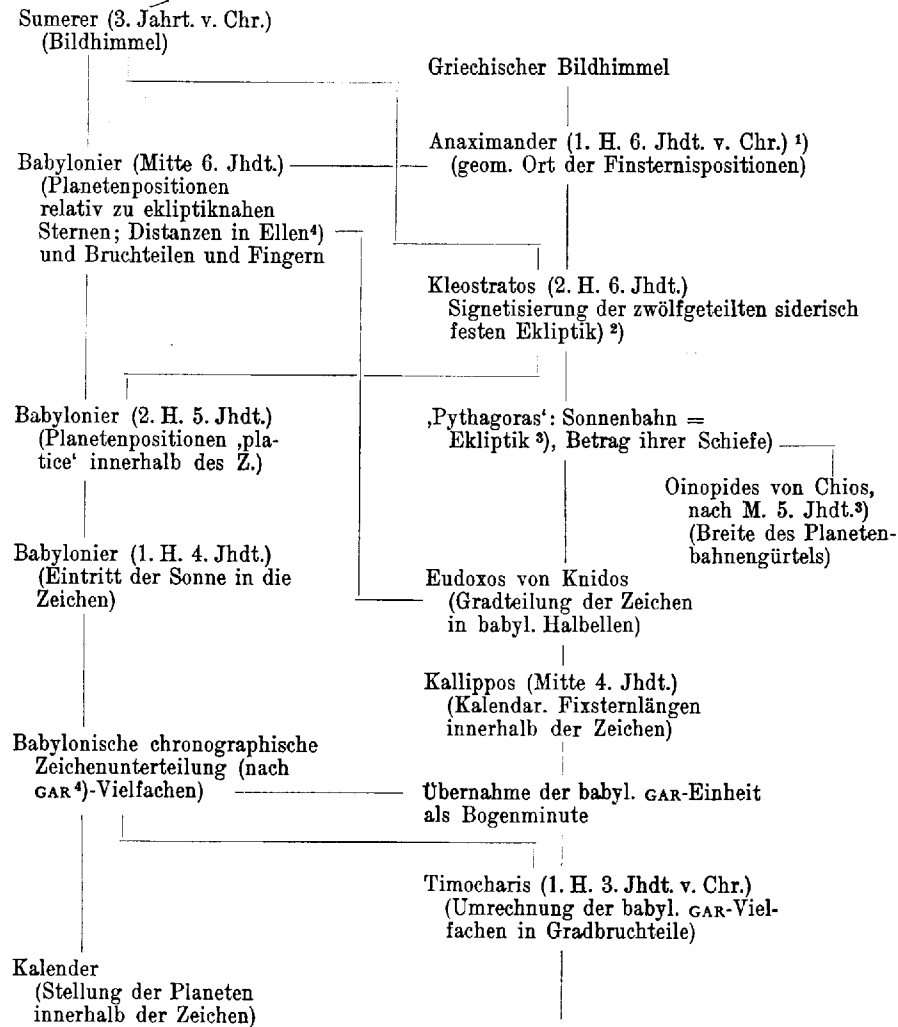 Sumerer (3. Jahrt. v. Chr.)
(Bildhimmel)
Griechischer Bildhimmel
Anaximander (1. H. 6. Jhdt. v. Chr.) ¹)
(geom. Ort der Finsternispositionen)
Babylonier (Mitte 6. Jhdt.)
(Planetenpositionen
relativ zu ekliptiknahen
Sternen; Distanzen in Ellen⁴)
und Bruchteilen und Fingern
Kleostratos (2. H. 6. Jhdt.)
Signetisierung der zwölfgeteilten siderisch
festen Ekliptik) ²)
Babylonier (2. H. 5. Jhdt.)
(Planetenpositionen ‚pla-
tice‘ innerhalb des Z.)
‚Pythagoras‘: Sonnenbahn =
Ekliptik ³), Betrag ihrer Schiefe)
Oinopides von Chios,
nach M. 5. Jhdt.³)
(Breite des Planeten-
bahnengürtels)
Babylonier (1. H. 4. Jhdt.)
(Eintritt der Sonne in die
Zeichen)
Eudoxos von Knidos
(Gradteilung der Zeichen
in babyl. Halbellen)
Kallippos (Mitte 4. Jhdt.)
(Kalendar. Fixsternlängen
innerhalb der Zeichen)
Babylonische chronographische
Zeichenunterteilung (nach
GAR ⁴)-Vielfachen)
Übernahme der babyl. GAR-Einheit
als Bogenminute
Timocharis (1. H. 3. Jhdt. v. Chr.)
(Umrechnung der babyl. GAR-Viel-
fachen in Gradbruchteile)
Kalender
(Stellung der Planeten
innerhalb der Zeichen)